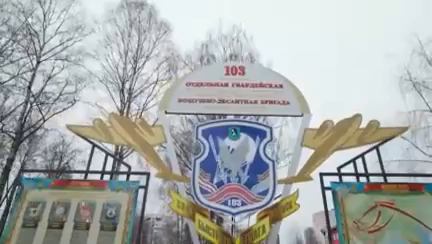 103
ОТДЕЛЬНАЯ ГВАРДЕЙСКАЯ
ВОЗДУШНО-ДЕСАНТНАЯ БРИГАДА
103